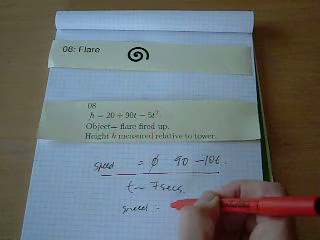 08: Flare
08
h = 20 + 90t − 5t².
Object= flare fired up.
Height h measured relative to tower.
speed = 90 − 10t.
t = 7 secs.
speed =